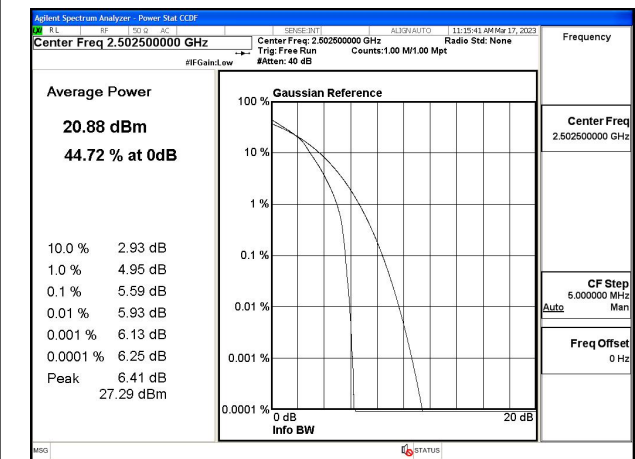 Agilent Spectrum Analyzer - Power Stat CCDF
LXI RL RF 50 Ω AC SENSE:INT ALIGNAUTO 11:15:41 AM Mar 17, 2023
Center Freq 2.502500000 GHz
Center Freq: 2.502500000 GHz Radio Std: None
Trig: Free Run Counts:1.00 M/1.00 Mpt
#IFGain:Low #Atten: 40 dB
Average Power
20.88 dBm
44.72 % at 0dB
10.0 % 2.93 dB
1.0 % 4.95 dB
0.1 % 5.59 dB
0.01 % 5.93 dB
0.001 % 6.13 dB
0.0001 % 6.25 dB
Peak 6.41 dB
27.29 dBm
Gaussian Reference
100 %
10 %
1 %
0.1 %
0.01 %
0.001 %
0.0001 %
0 dB 20 dB
Info BW
Frequency
Center Freq
2.502500000 GHz
CF Step
5.000000 MHz
Auto Man
Freq Offset
0 Hz
MSG STATUS